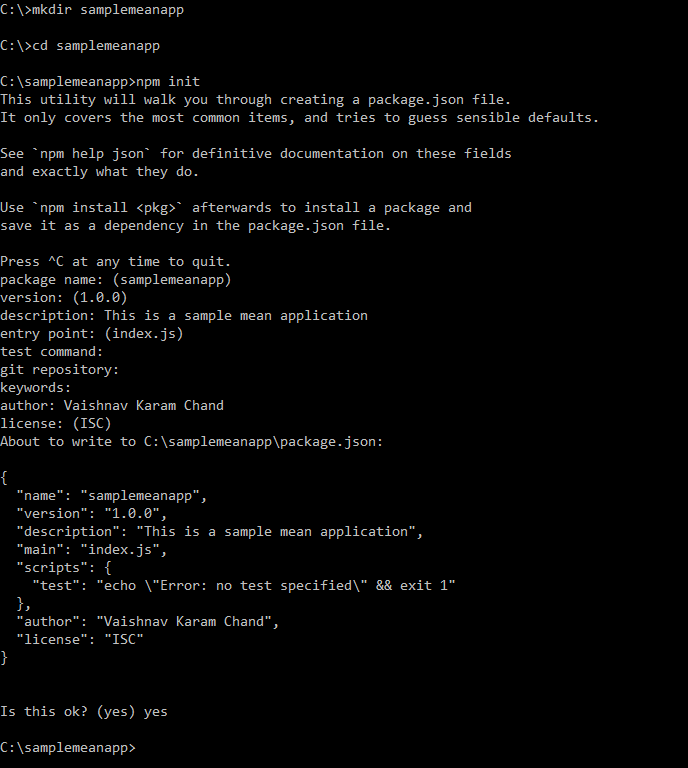 C:\>mkdir samplemeanapp
C:\>cd samplemeanapp
C:\samplemeanapp>npm init
This utility will walk you through creating a package.json file.
It only covers the most common items, and tries to guess sensible defaults.
See `npm help json` for definitive documentation on these fields
and exactly what they do.
Use `npm install <pkg>` afterwards to install a package and
save it as a dependency in the package.json file.
Press ^C at any time to quit.
package name: (samplemeanapp)
version: (1.0.0)
description: This is a sample mean application
entry point: (index.js)
test command:
git repository:
keywords:
author: Vaishnav Karam Chand
license: (ISC)
About to write to C:\samplemeanapp\package.json:
{
  "name": "samplemeanapp",
  "version": "1.0.0",
  "description": "This is a sample mean application",
  "main": "index.js",
  "scripts": {
    "test": "echo \"Error: no test specified\" && exit 1"
  },
  "author": "Vaishnav Karam Chand",
  "license": "ISC"
}
Is this ok? (yes) yes
C:\samplemeanapp>